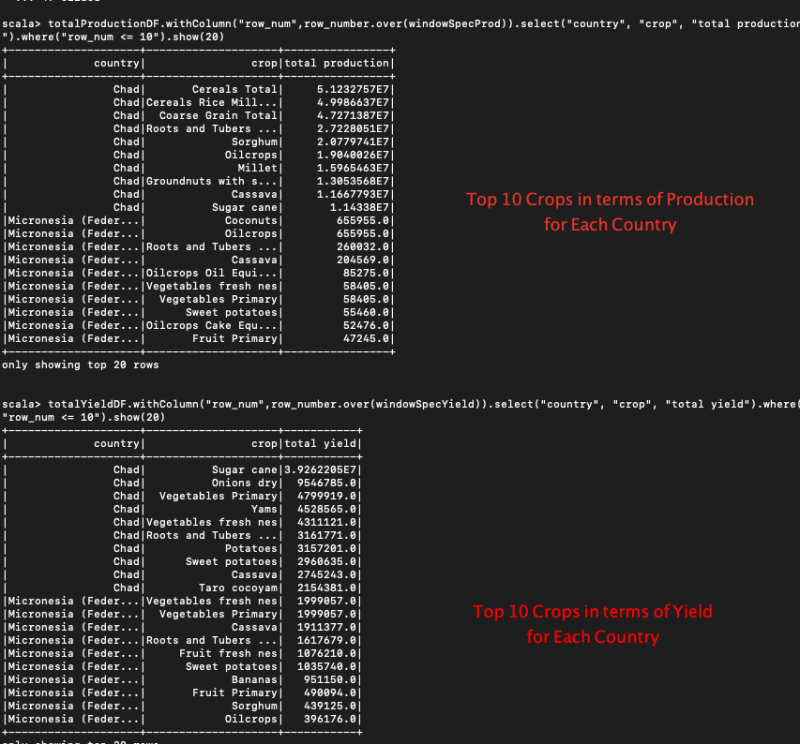 scala> totalProductionDF.withColumn("row_num",row_number.over(windowSpecProd)).select("country", "crop", "total production
").where("row_num <= 10").show(20)
+--------------------+--------------------+----------------+
|             country|                crop|total production|
+--------------------+--------------------+----------------+
|                Chad|       Cereals Total|     5.1232757E7|
|                Chad|Cereals Rice Mill...|     4.9986637E7|
|                Chad|  Coarse Grain Total|     4.7271387E7|
|                Chad|Roots and Tubers ...|     2.7228051E7|
|                Chad|             Sorghum|     2.0779741E7|
|                Chad|            Oilcrops|     1.9040026E7|
|                Chad|              Millet|     1.5965463E7|
|                Chad|Groundnuts with s...|     1.3053568E7|
|                Chad|             Cassava|     1.1667793E7|
|                Chad|          Sugar cane|       1.14338E7|
|Micronesia (Feder...|            Coconuts|        655955.0|
|Micronesia (Feder...|            Oilcrops|        655955.0|
|Micronesia (Feder...|Roots and Tubers ...|        260032.0|
|Micronesia (Feder...|             Cassava|        204569.0|
|Micronesia (Feder...|Oilcrops Oil Equi...|         85275.0|
|Micronesia (Feder...|Vegetables fresh nes|         58405.0|
|Micronesia (Feder...|  Vegetables Primary|         58405.0|
|Micronesia (Feder...|      Sweet potatoes|         55460.0|
|Micronesia (Feder...|Oilcrops Cake Equ...|         52476.0|
|Micronesia (Feder...|       Fruit Primary|         47245.0|
+--------------------+--------------------+----------------+
only showing top 20 rows
Top 10 Crops in terms of Production
for Each Country
scala> totalYieldDF.withColumn("row_num",row_number.over(windowSpecYield)).select("country", "crop", "total yield").where(
"row_num <= 10").show(20)
+--------------------+--------------------+-----------+
|             country|                crop|total yield|
+--------------------+--------------------+-----------+
|                Chad|          Sugar cane|3.9262205E7|
|                Chad|          Onions dry|  9546785.0|
|                Chad|  Vegetables Primary|  4799919.0|
|                Chad|                Yams|  4528565.0|
|                Chad|Vegetables fresh nes|  4311121.0|
|                Chad|Roots and Tubers ...|  3161771.0|
|                Chad|            Potatoes|  3157201.0|
|                Chad|      Sweet potatoes|  2960635.0|
|                Chad|             Cassava|  2745243.0|
|                Chad|        Taro cocoyam|  2154381.0|
|Micronesia (Feder...|Vegetables fresh nes|  1999057.0|
|Micronesia (Feder...|  Vegetables Primary|  1999057.0|
|Micronesia (Feder...|             Cassava|  1911377.0|
|Micronesia (Feder...|Roots and Tubers ...|  1617679.0|
|Micronesia (Feder...|     Fruit fresh nes|  1076210.0|
|Micronesia (Feder...|      Sweet potatoes|  1035740.0|
|Micronesia (Feder...|             Bananas|   951150.0|
|Micronesia (Feder...|       Fruit Primary|   490094.0|
|Micronesia (Feder...|             Sorghum|   439125.0|
|Micronesia (Feder...|            Oilcrops|   396176.0|
+--------------------+--------------------+-----------+
Top 10 Crops in terms of Yield
for Each Country
only showing top 20 rows